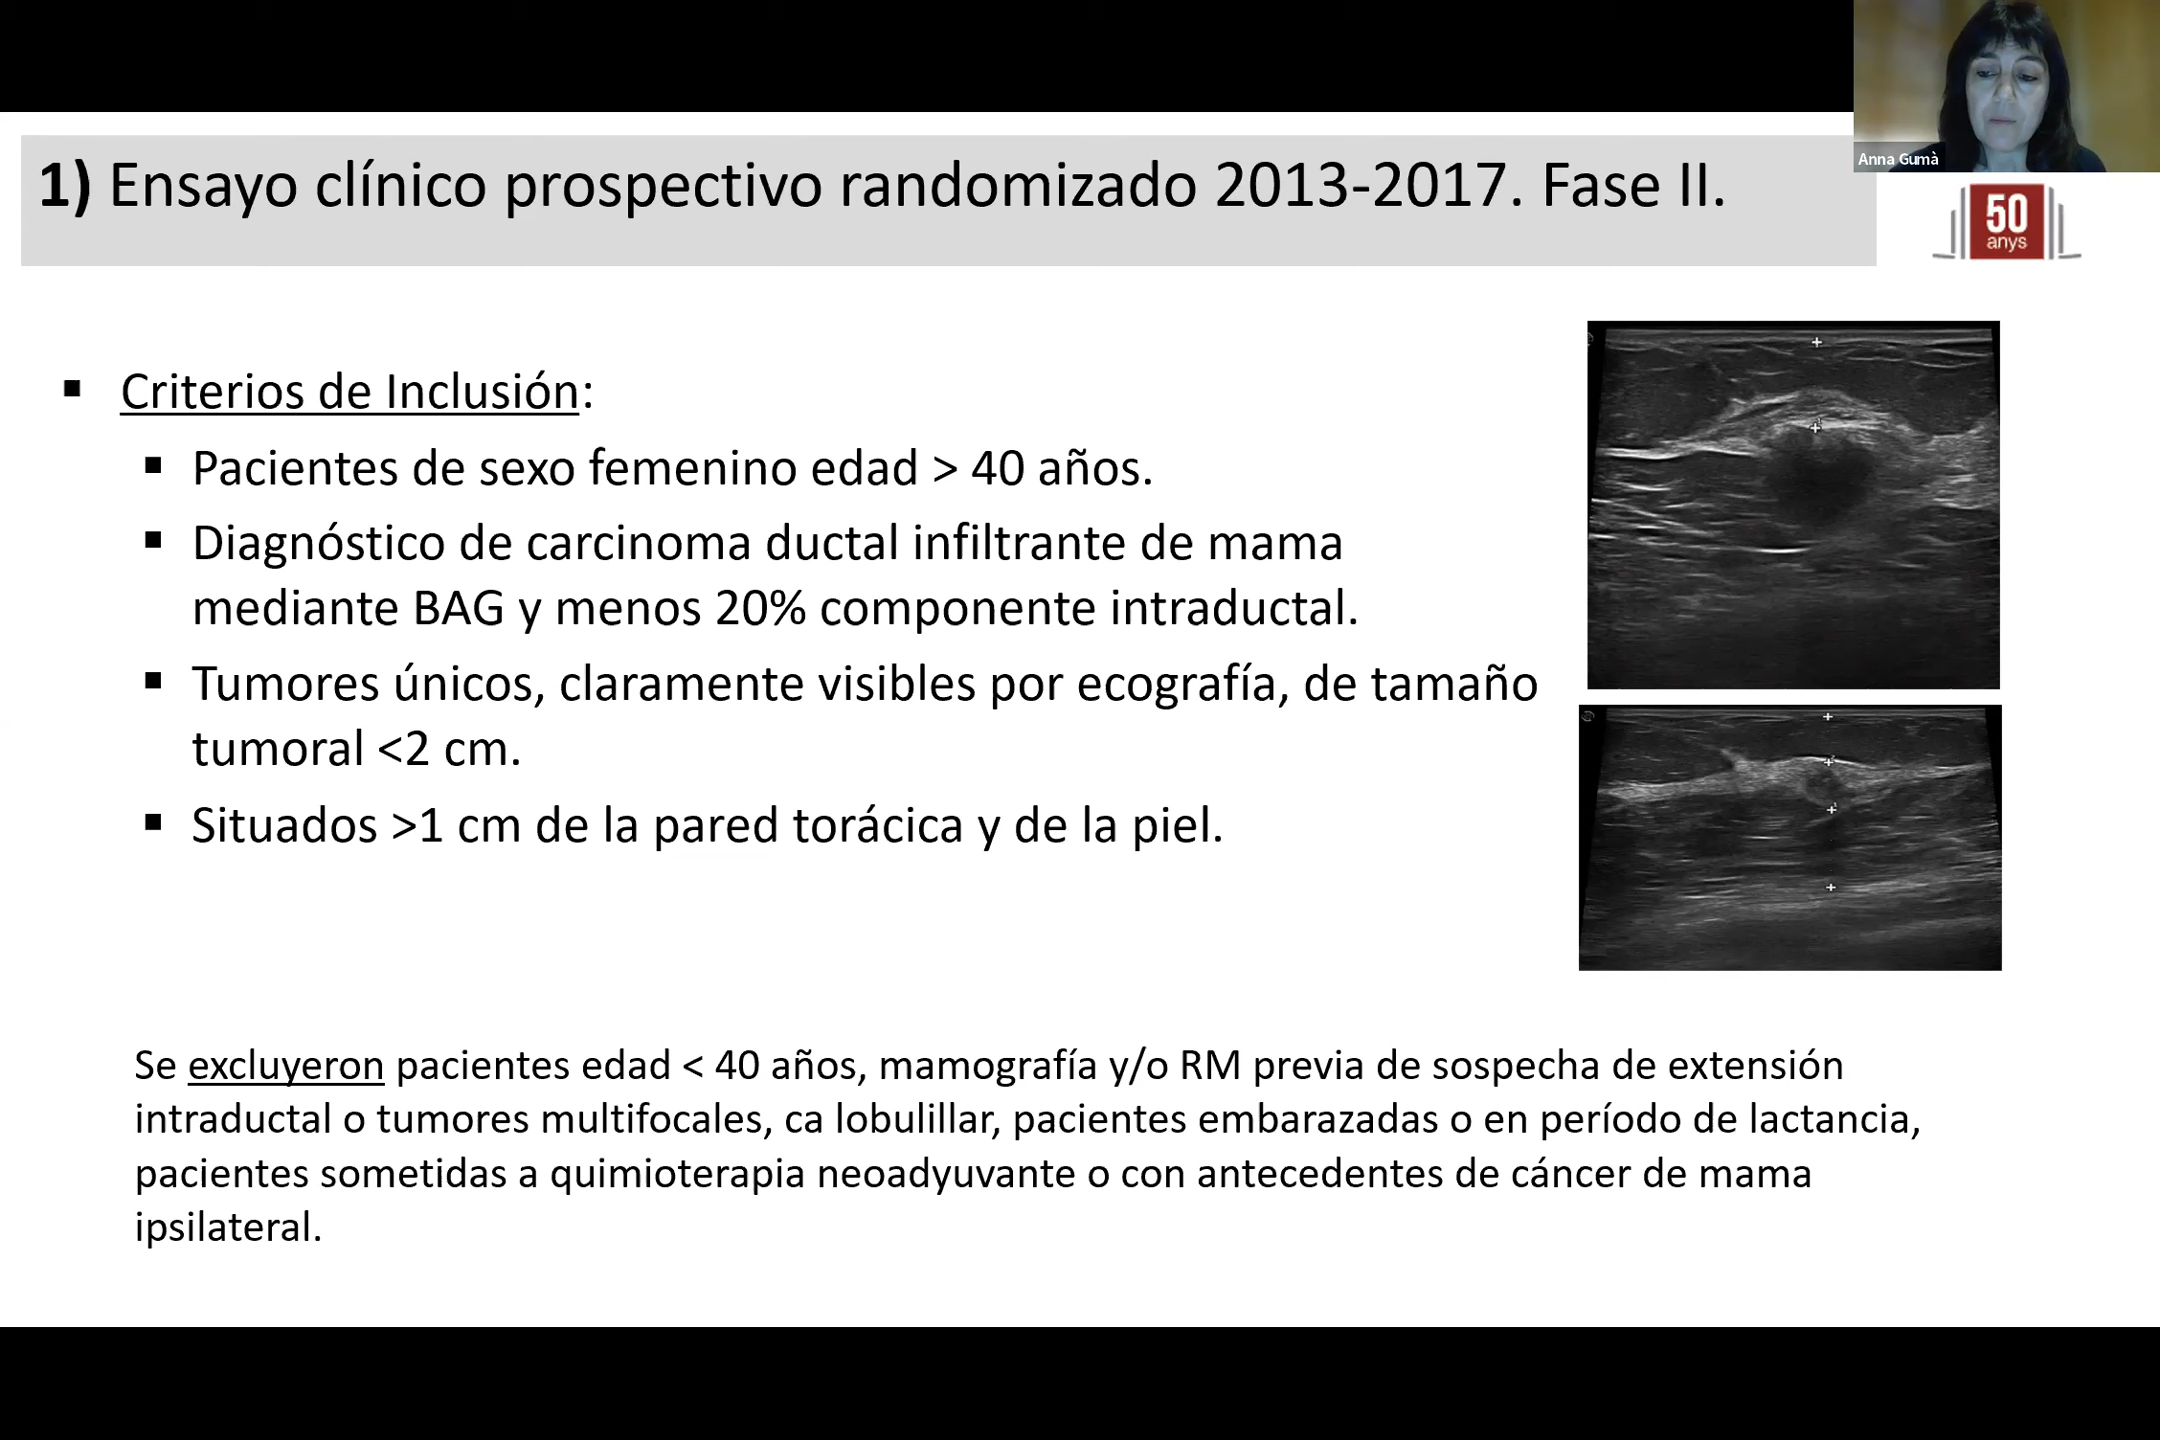 Anna Gumà
1) Ensayo clínico prospectivo randomizado 2013-2017. Fase II.
50
anys
▪ Criterios de Inclusión:
▪ Pacientes de sexo femenino edad > 40 años.
▪ Diagnóstico de carcinoma ductal infiltrante de mama
mediante BAG y menos 20% componente intraductal.
▪ Tumores únicos, claramente visibles por ecografía, de tamaño
tumoral <2 cm.
▪ Situados >1 cm de la pared torácica y de la piel.
Se excluyeron pacientes edad < 40 años, mamografía y/o RM previa de sospecha de extensión
intraductal o tumores multifocales, ca lobulillar, pacientes embarazadas o en período de lactancia,
pacientes sometidas a quimioterapia neoadyuvante o con antecedentes de cáncer de mama
ipsilateral.